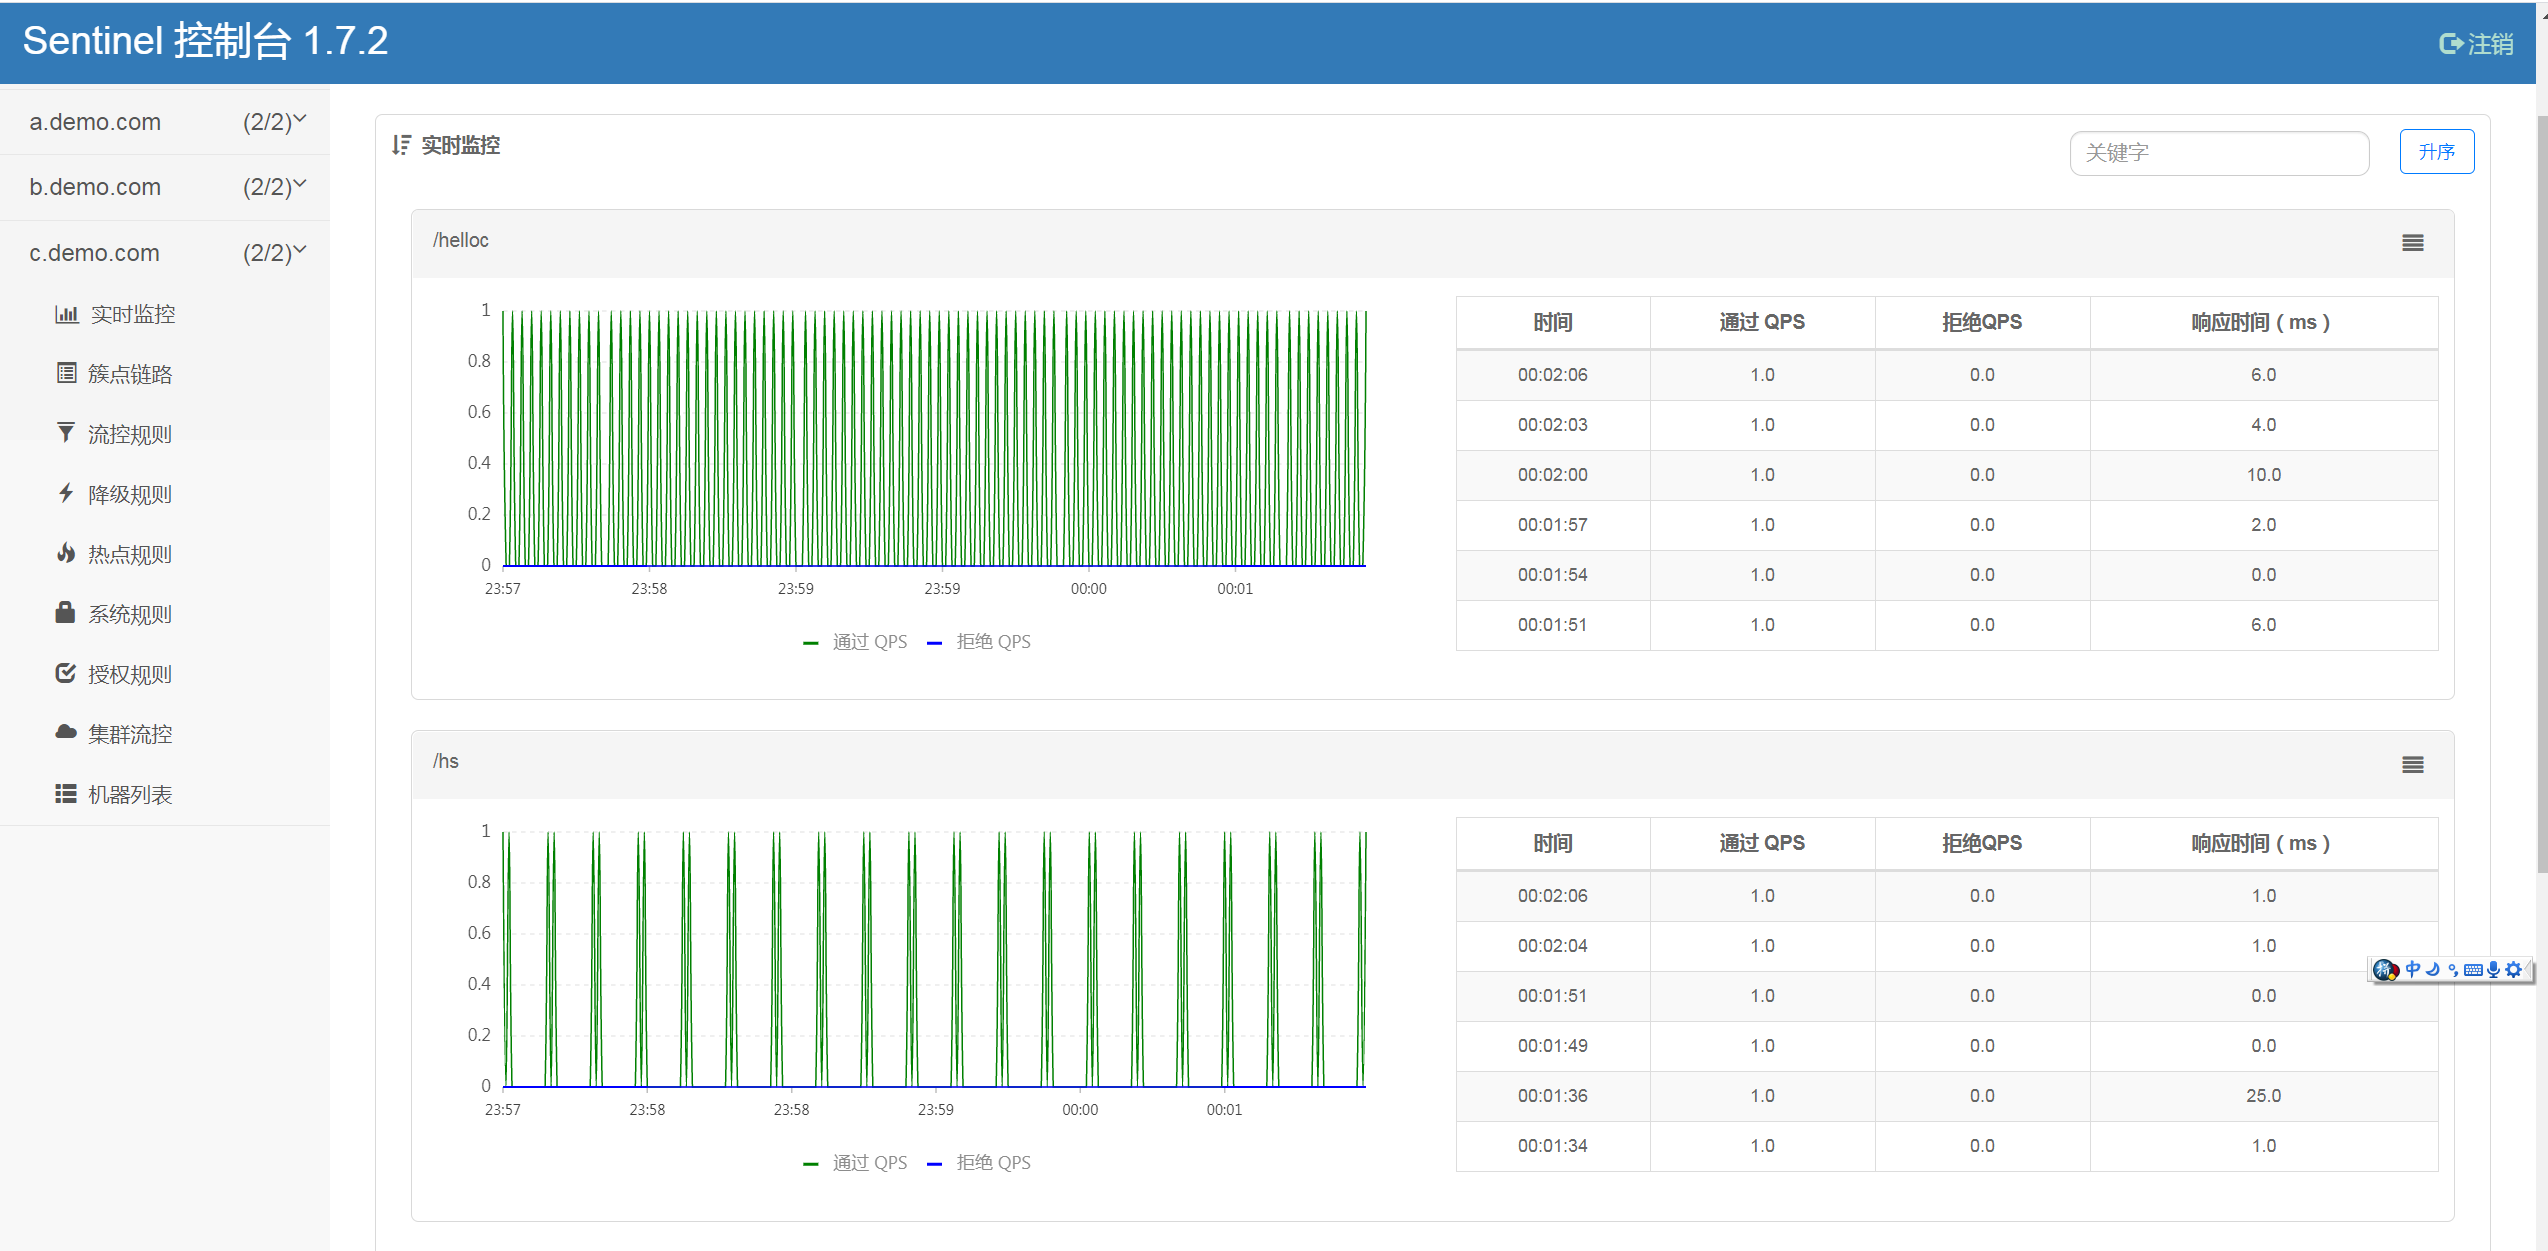 Sentinel 控制台 1.7.2
注销
a.demo.com (2/2)
b.demo.com (2/2)
c.demo.com (2/2)
实时监控
簇点链路
流控规则
降级规则
热点规则
系统规则
授权规则
集群流控
机器列表
实时监控
关键字
升序
/helloc
1
0.8
0.6
0.4
0.2
0
23:57 23:58 23:59 23:59 00:00 00:01
通过 QPS 拒绝 QPS
时间 通过 QPS 拒绝QPS 响应时间（ms）
00:02:06 1.0 0.0 6.0
00:02:03 1.0 0.0 4.0
00:02:00 1.0 0.0 10.0
00:01:57 1.0 0.0 2.0
00:01:54 1.0 0.0 0.0
00:01:51 1.0 0.0 6.0
/hs
1
0.8
0.6
0.4
0.2
0
23:57 23:58 23:58 23:59 00:00 00:01
通过 QPS 拒绝 QPS
时间 通过 QPS 拒绝QPS 响应时间（ms）
00:02:06 1.0 0.0 1.0
00:02:04 1.0 0.0 1.0
00:01:51 1.0 0.0 0.0
00:01:49 1.0 0.0 0.0
00:01:36 1.0 0.0 25.0
00:01:34 1.0 0.0 1.0
拼 中